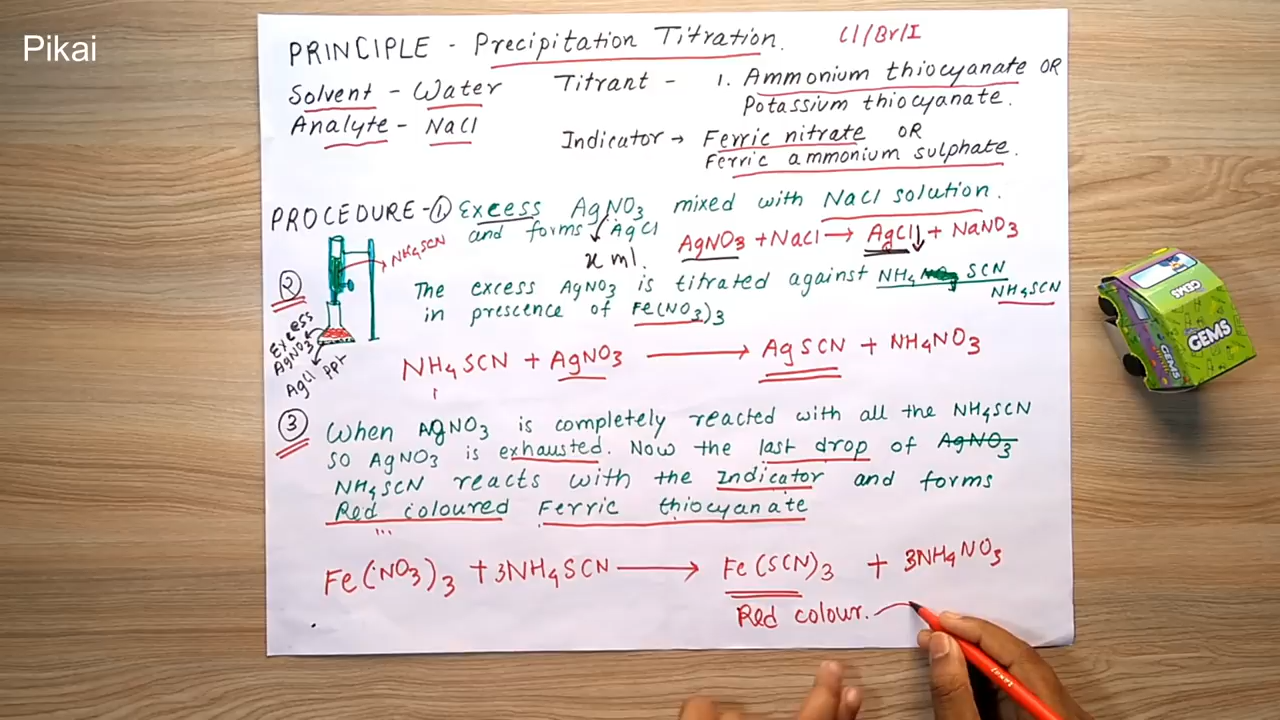 Pikai
PRINCIPLE - Precipitation Titration. Cl/Br/I
Solvent - Water
Analyte - NaCl
Titrant - 1. Ammonium thiocyanate OR
Potassium thiocyanate.
Indicator → Ferric nitrate OR
Ferric ammonium sulphate.
PROCEDURE - ① Excess AgNO3 mixed with NaCl solution.
and forms AgCl
x ml.
AgNO3 + NaCl → AgCl↓ + NaNO3
②
NH4SCN
Excess
AgNO3
AgCl ppt
The excess AgNO3 is titrated against NH4 SCN
NH4SCN
in prescence of Fe(NO3)3
NH4SCN + AgNO3 → AgSCN + NH4NO3
③ When AgNO3 is completely reacted with all the NH4SCN
so AgNO3 is exhausted. Now the last drop of AgNO3
NH4SCN reacts with the Indicator and forms
Red coloured Ferric thiocyanate
Fe(NO3)3 + 3NH4SCN → Fe(SCN)3 + 3NH4NO3
Red colour.
GEMS
GEMS
GEMS